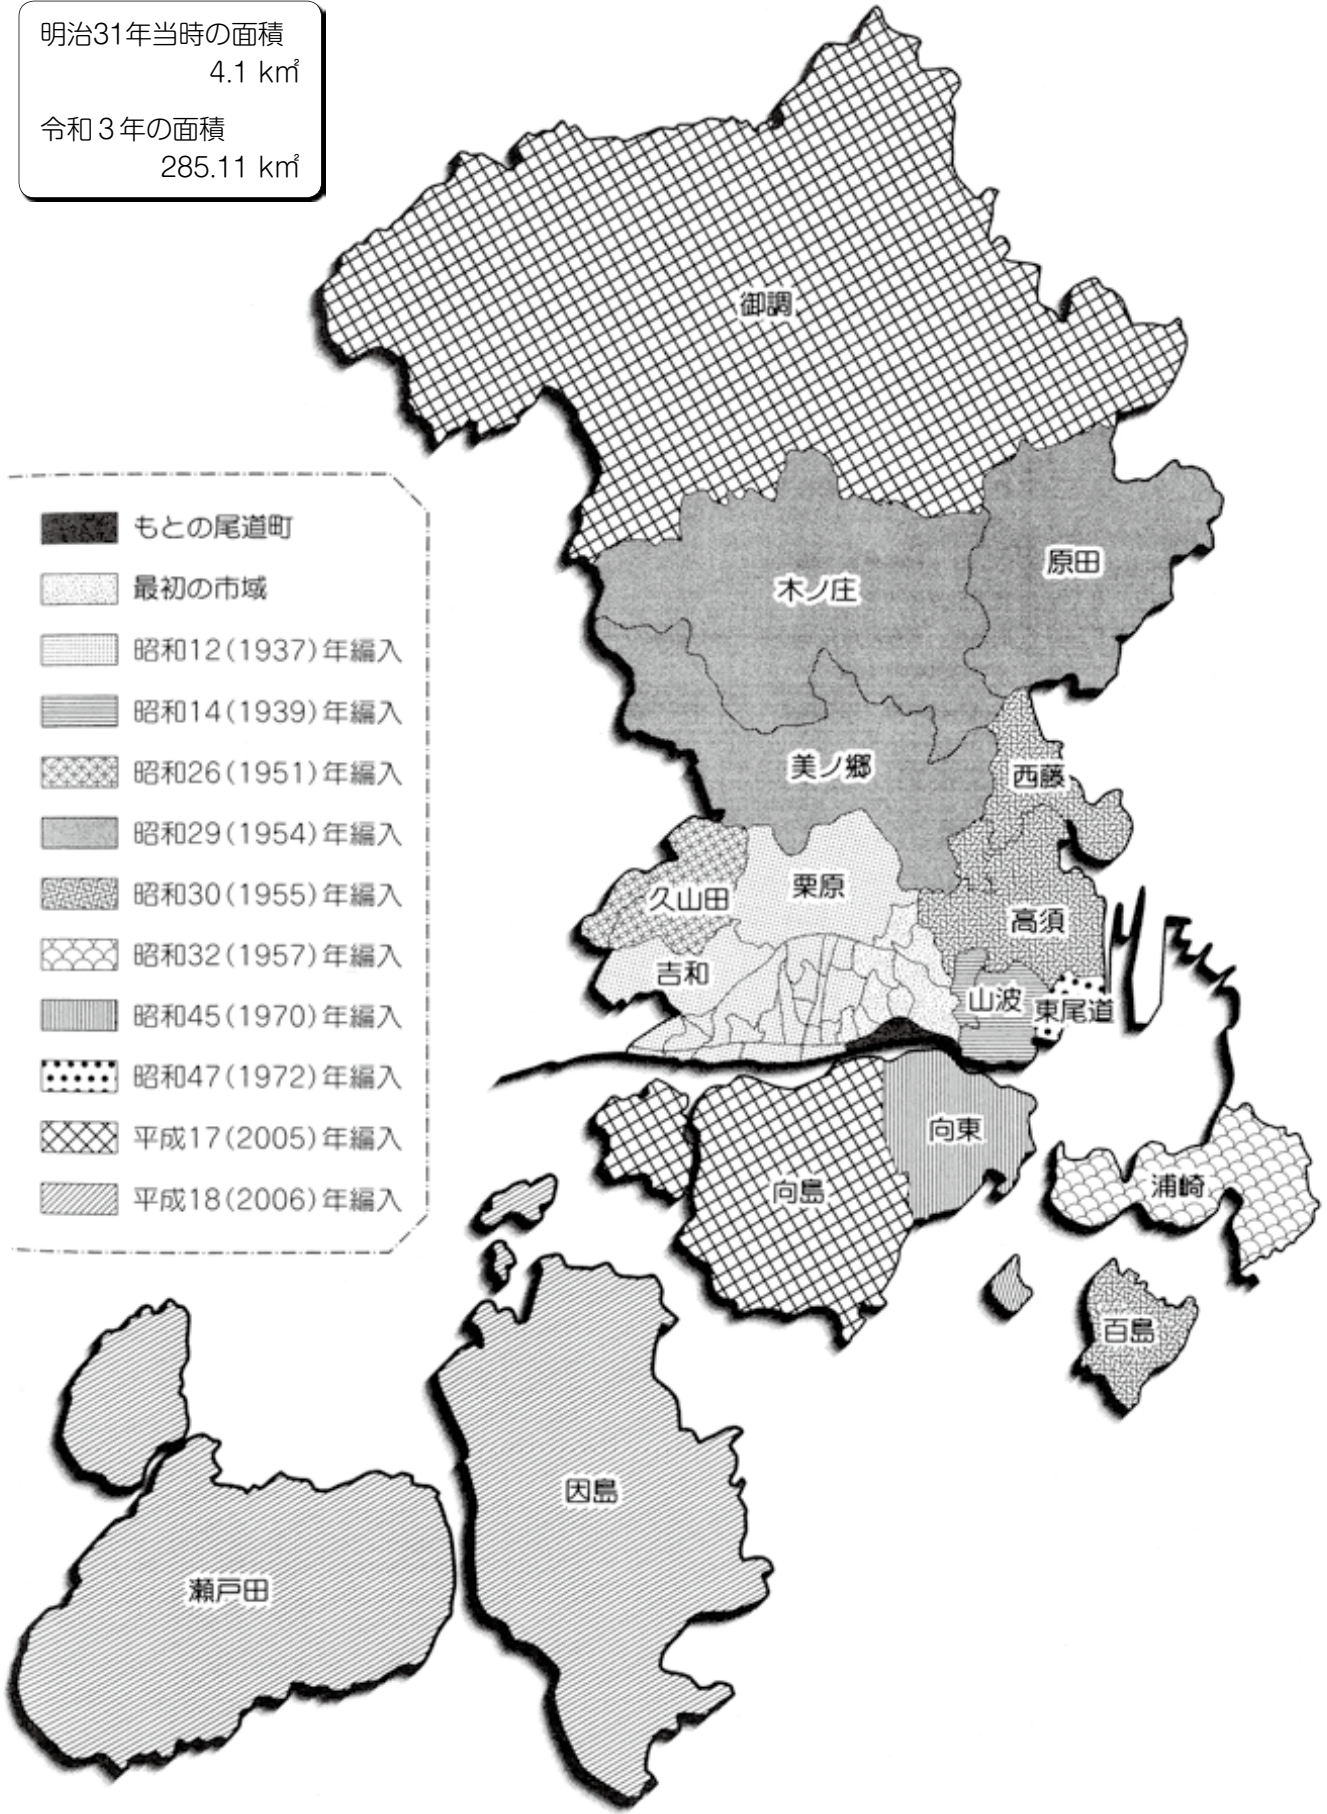 明治31年当時の面積
4.1 k㎡
令和３年の面積
285.11 k㎡
御調
もとの尾道町
最初の市域
昭和12(1937)年編入
昭和14(1939)年編入
昭和26(1951)年編入
昭和29(1954)年編入
昭和30(1955)年編入
昭和32(1957)年編入
昭和45(1970)年編入
昭和47(1972)年編入
平成17(2005)年編入
平成18(2006)年編入
原田
木ノ庄
美ノ郷
西藤
栗原
久山田
高須
吉和
山波
東尾道
向東
向島
浦崎
百島
因島
瀬戸田